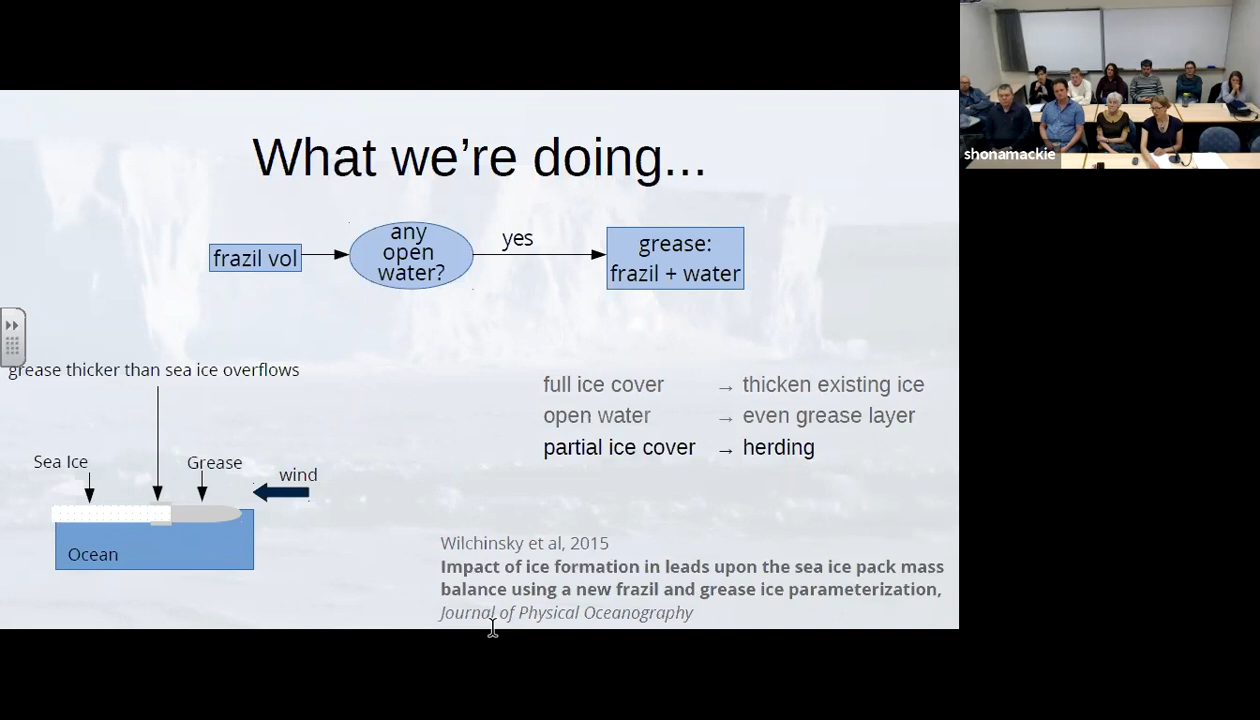 What we're doing...
frazil vol
any
open
water?
yes
grease:
frazil + water
grease thicker than sea ice overflows
Sea Ice
Grease
wind
Ocean
full ice cover → thicken existing ice
open water → even grease layer
partial ice cover → herding
Wilchinsky et al, 2015
Impact of ice formation in leads upon the sea ice pack mass
balance using a new frazil and grease ice parameterization,
Journal of Physical Oceanography
shonamackie